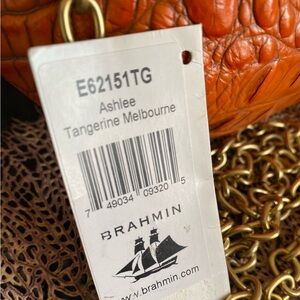 E62151TG
Ashlee
Tangerine Melbourne
7 49034 09320 5
BRAHMIN
w.brahmin.com